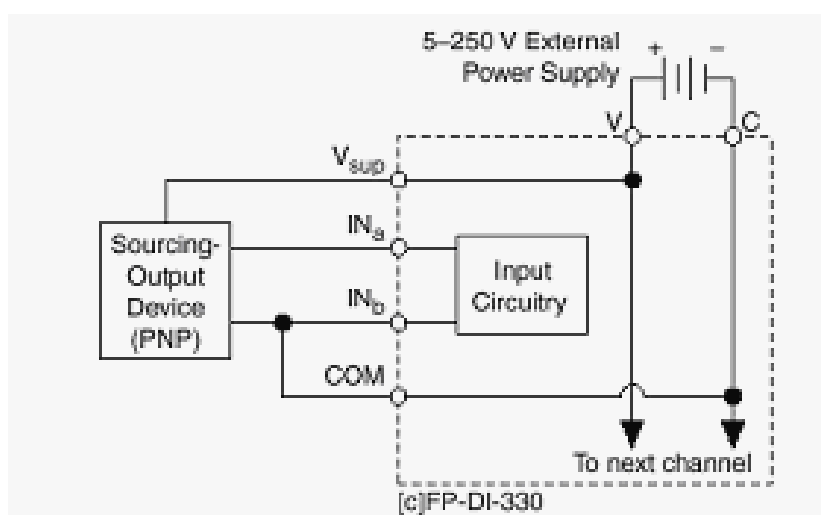 5–250 V External
Power Supply
+ –
V
C
Vsup
INa
INb
COM
Sourcing-
Output
Device
(PNP)
Input
Circuitry
To next channel
[c]FP-DI-330